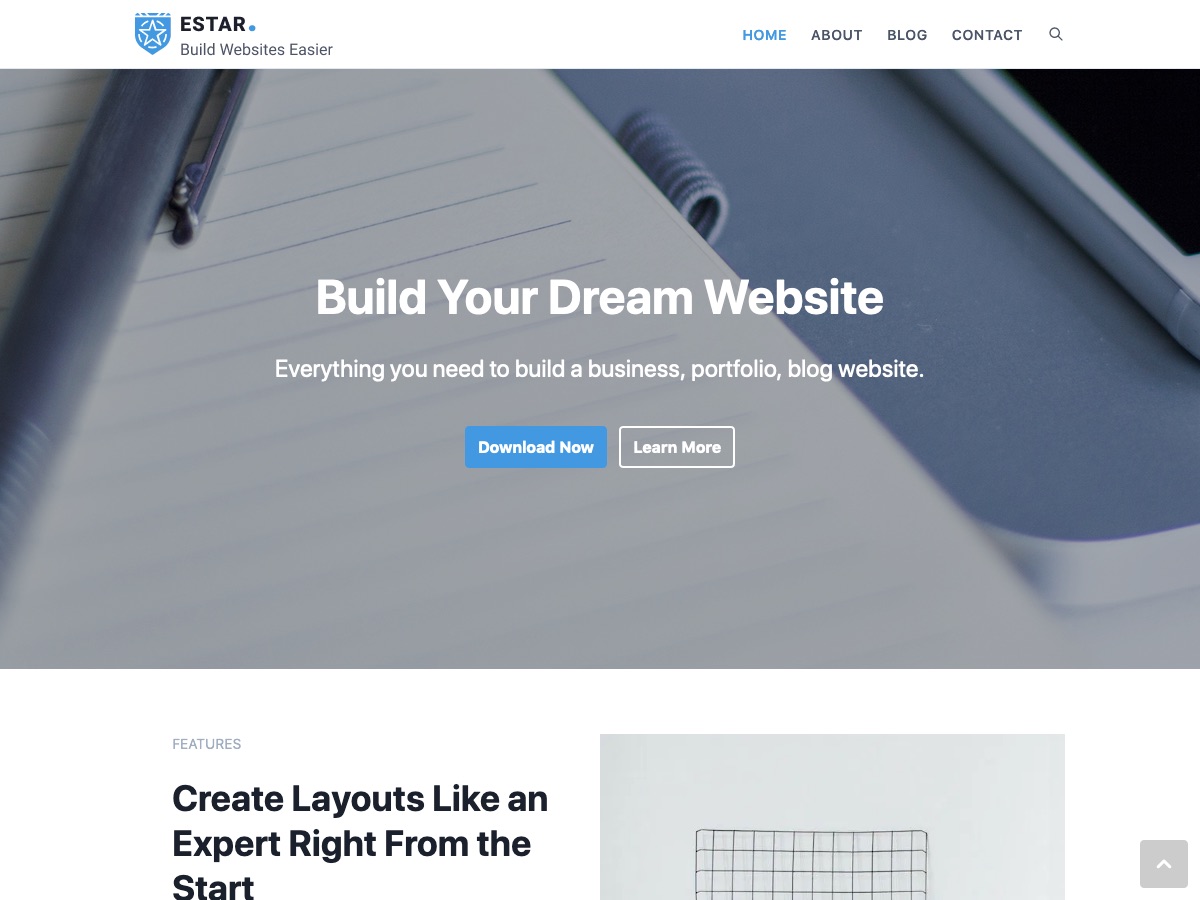 ESTAR.
Build Websites Easier
HOME ABOUT BLOG CONTACT
Build Your Dream Website
Everything you need to build a business, portfolio, blog website.
Download Now Learn More
FEATURES
Create Layouts Like an
Expert Right From the
Start